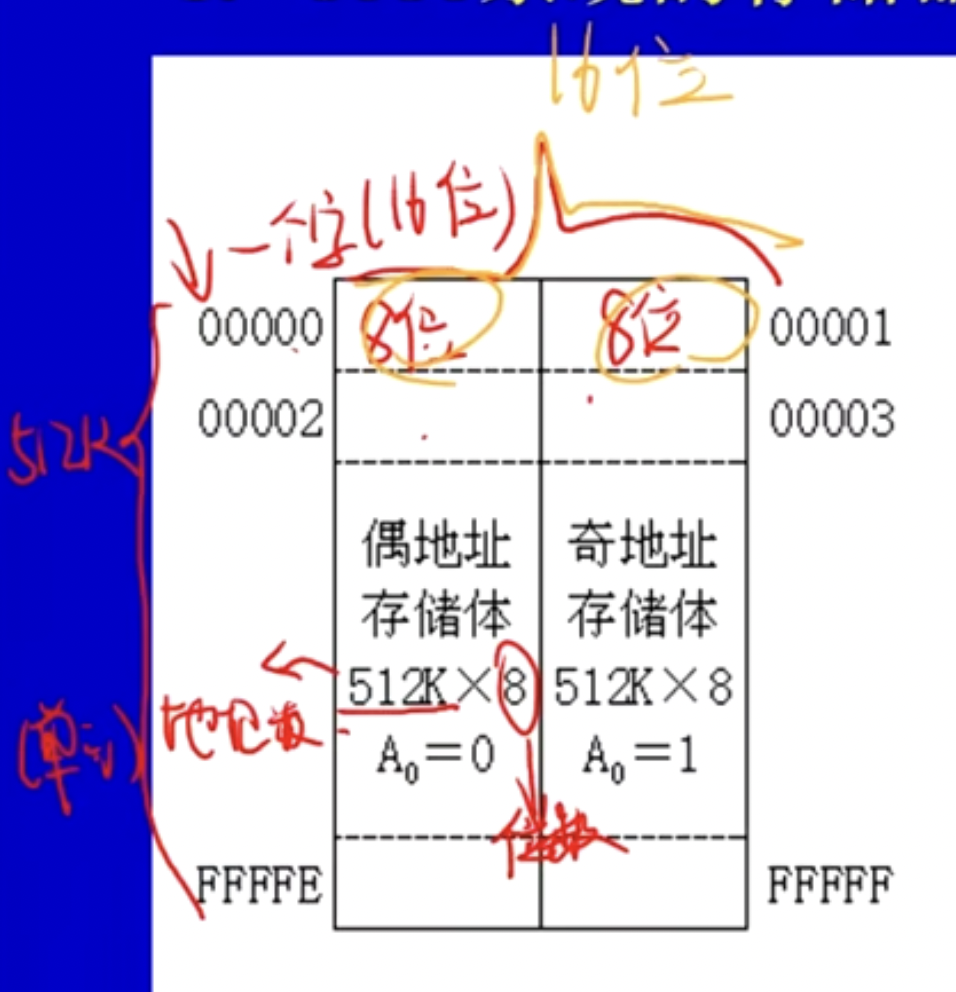 16位
一个字(16位)
00000 8位 8位 00001
00002 00003
512K
偶地址 奇地址
存储体 存储体
512K×8 512K×8
(单元) 地址数
A₀=0 A₀=1
位数
FFFFE FFFFF